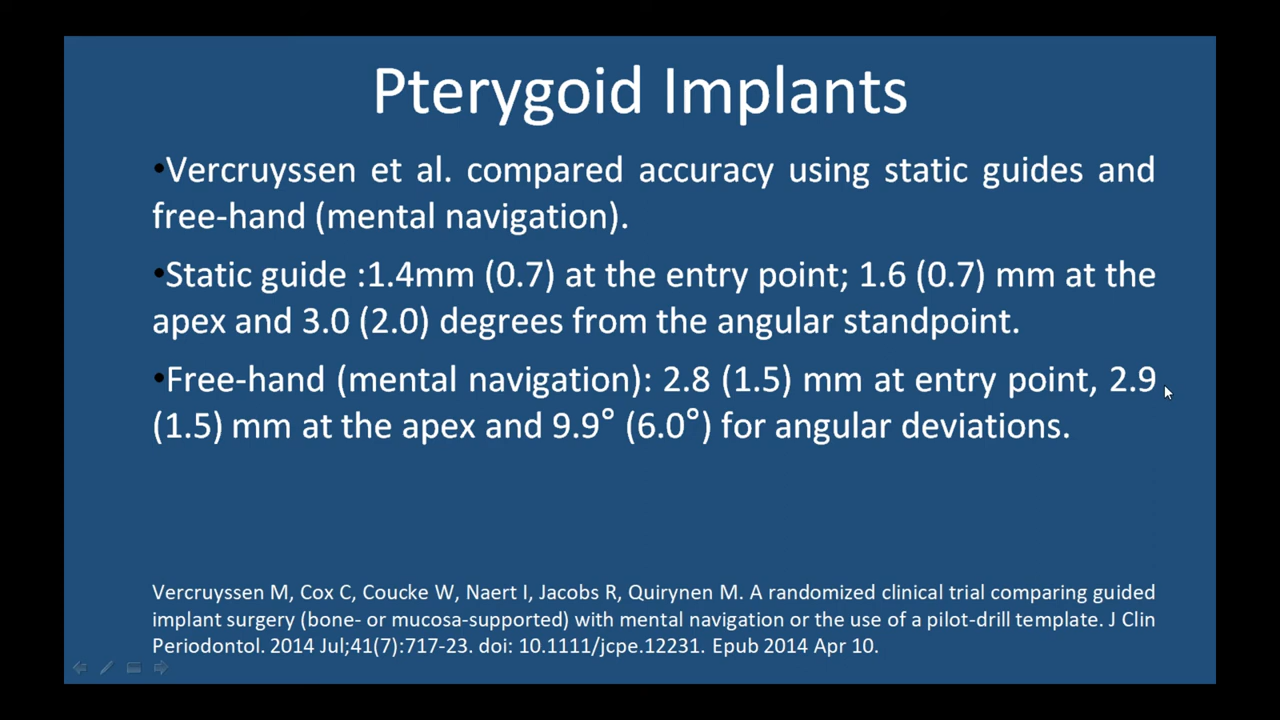 Pterygoid Implants
•Vercruyssen et al. compared accuracy using static guides and
free-hand (mental navigation).
•Static guide :1.4mm (0.7) at the entry point; 1.6 (0.7) mm at the
apex and 3.0 (2.0) degrees from the angular standpoint.
•Free-hand (mental navigation): 2.8 (1.5) mm at entry point, 2.9
(1.5) mm at the apex and 9.9° (6.0°) for angular deviations.
Vercruyssen M, Cox C, Coucke W, Naert I, Jacobs R, Quirynen M. A randomized clinical trial comparing guided
implant surgery (bone- or mucosa-supported) with mental navigation or the use of a pilot-drill template. J Clin
Periodontol. 2014 Jul;41(7):717-23. doi: 10.1111/jcpe.12231. Epub 2014 Apr 10.